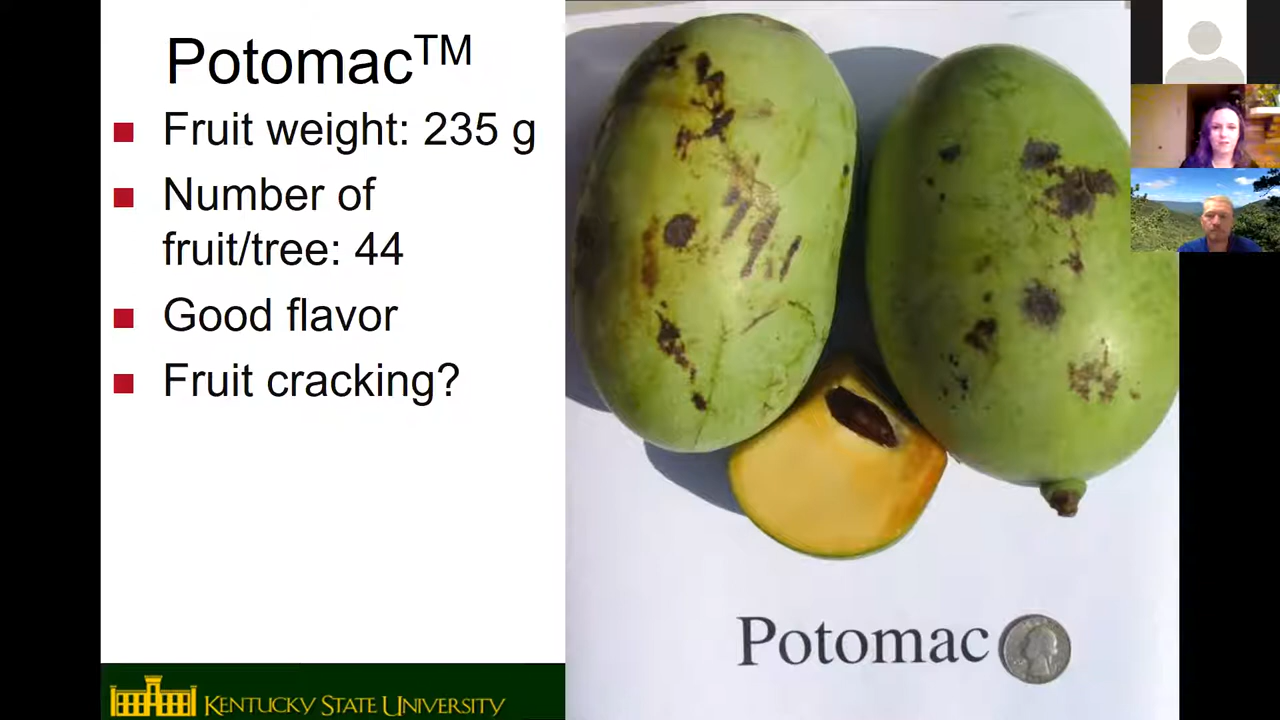 Potomac™
Fruit weight: 235 g
Number of
fruit/tree: 44
Good flavor
Fruit cracking?
KENTUCKY STATE UNIVERSITY
Potomac